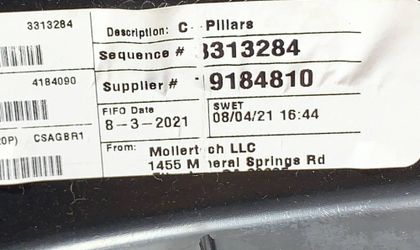 3313284
Description: C- Pillars
Sequence # 3313284
4184090
Supplier # 9184810
FIFO Date
8-3-2021
SWET
08/04/21 16:44
20P) CSAGBR1
From: Mollertech LLC
1455 M neral Springs Rd